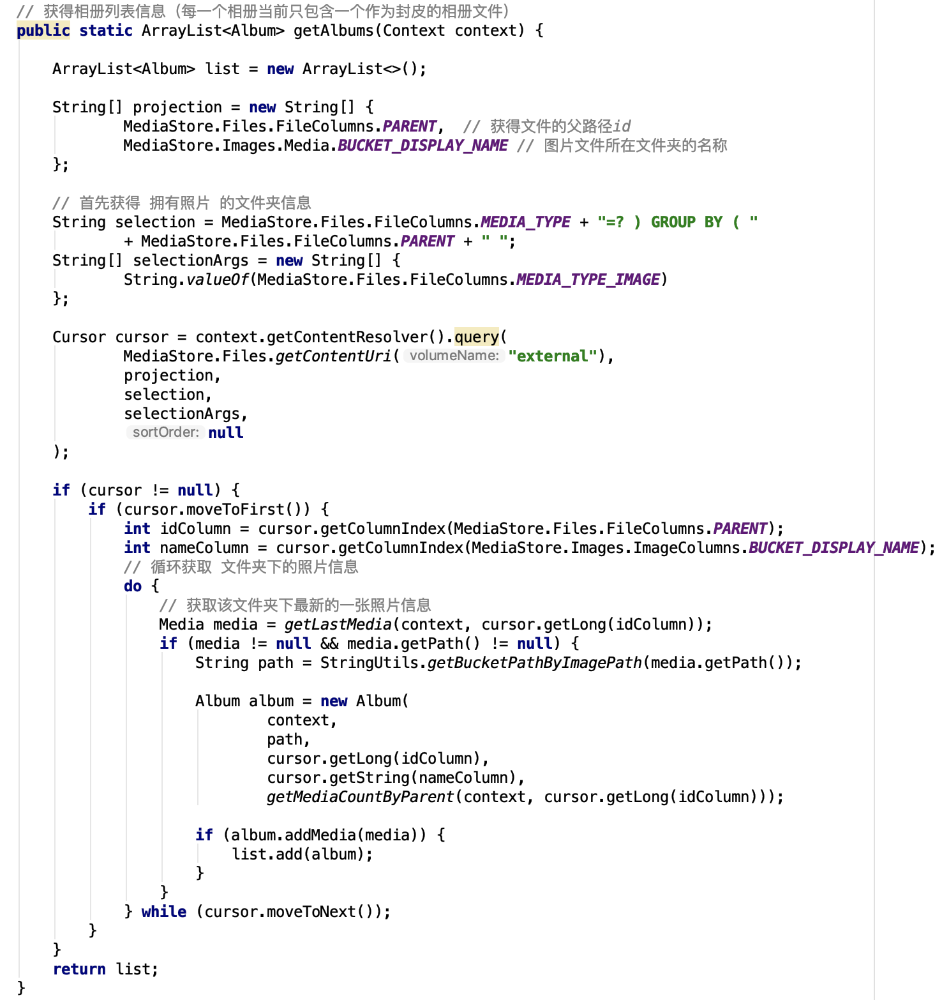 // 获得相册列表信息（每一个相册当前只包含一个作为封皮的相册文件）
public static ArrayList<Album> getAlbums(Context context) {
ArrayList<Album> list = new ArrayList<>();
String[] projection = new String[] {
MediaStore.Files.FileColumns.PARENT,  // 获得文件的父路径id
MediaStore.Images.Media.BUCKET_DISPLAY_NAME // 图片文件所在文件夹的名称
};
// 首先获得 拥有照片 的文件夹信息
String selection = MediaStore.Files.FileColumns.MEDIA_TYPE + "=? ) GROUP BY ( "
+ MediaStore.Files.FileColumns.PARENT + " ";
String[] selectionArgs = new String[] {
String.valueOf(MediaStore.Files.FileColumns.MEDIA_TYPE_IMAGE)
};
Cursor cursor = context.getContentResolver().query(
MediaStore.Files.getContentUri( volumeName: "external"),
projection,
selection,
selectionArgs,
sortOrder: null
);
if (cursor != null) {
if (cursor.moveToFirst()) {
int idColumn = cursor.getColumnIndex(MediaStore.Files.FileColumns.PARENT);
int nameColumn = cursor.getColumnIndex(MediaStore.Images.ImageColumns.BUCKET_DISPLAY_NAME);
// 循环获取 文件夹下的照片信息
do {
// 获取该文件夹下最新的一张照片信息
Media media = getLastMedia(context, cursor.getLong(idColumn));
if (media != null && media.getPath() != null) {
String path = StringUtils.getBucketPathByImagePath(media.getPath());
Album album = new Album(
context,
path,
cursor.getLong(idColumn),
cursor.getString(nameColumn),
getMediaCountByParent(context, cursor.getLong(idColumn)));
if (album.addMedia(media)) {
list.add(album);
}
}
} while (cursor.moveToNext());
}
}
return list;
}